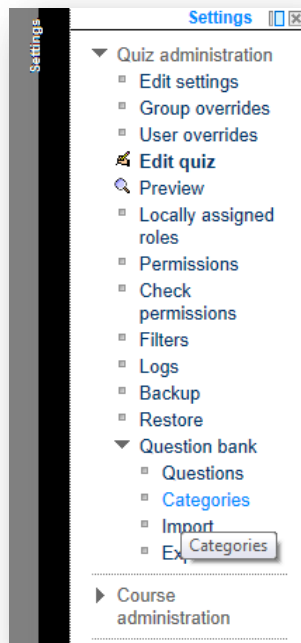 Settings
Settings
Quiz administration
Edit settings
Group overrides
User overrides
Edit quiz
Preview
Locally assigned
roles
Permissions
Check
permissions
Filters
Logs
Backup
Restore
Question bank
Questions
Categories
Import
Categories
Course
administration